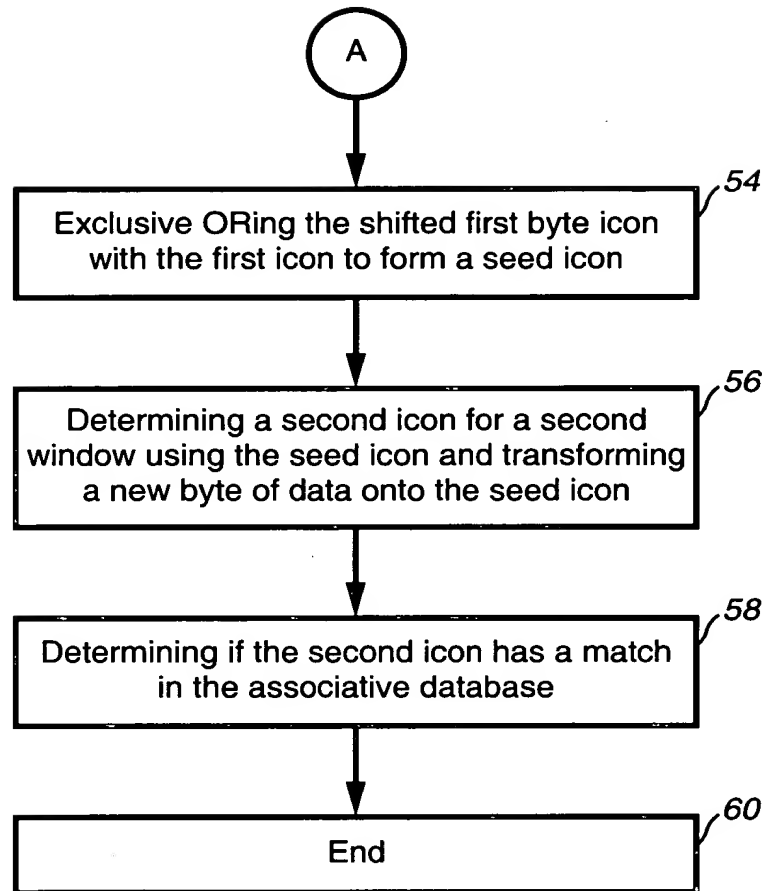 A
54
Exclusive ORing the shifted first byte icon
with the first icon to form a seed icon
56
Determining a second icon for a second
window using the seed icon and transforming
a new byte of data onto the seed icon
58
Determining if the second icon has a match
in the associative database
60
End